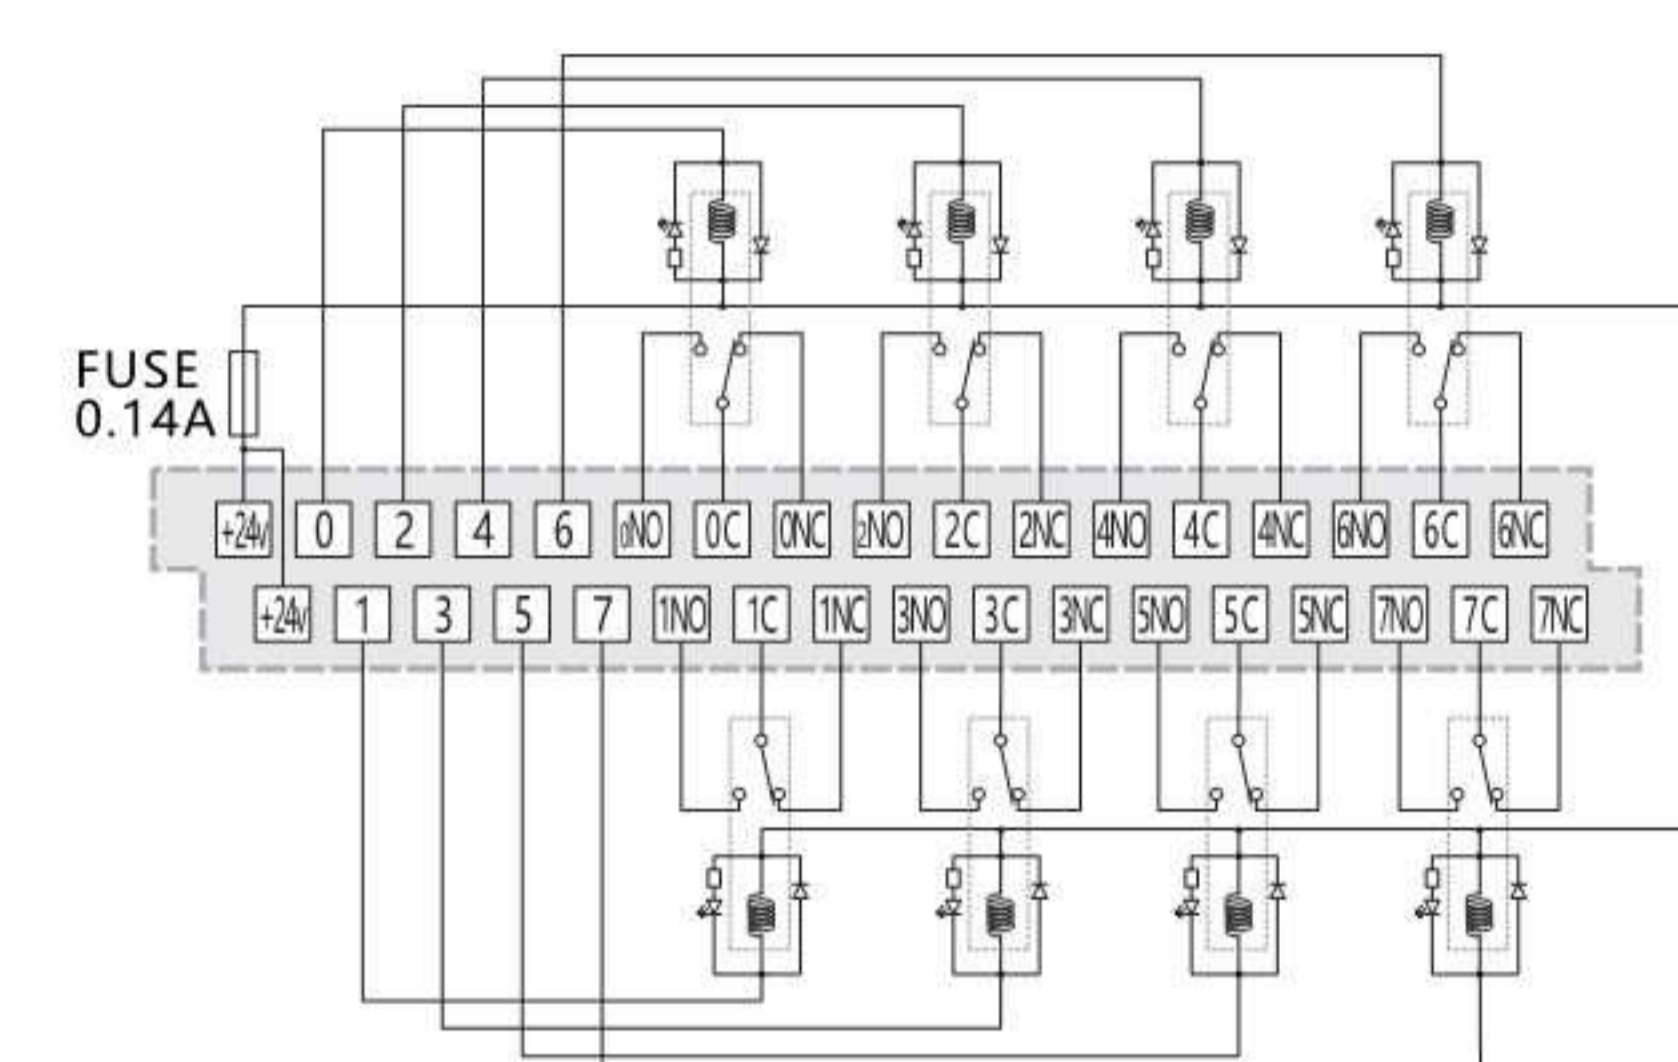 FUSE
0.14A
+24v 0 2 4 6 0NO 0C 0NC 2NO 2C 2NC 4NO 4C 4NC 6NO 6C 6NC
+24v 1 3 5 7 1NO 1C 1NC 3NO 3C 3NC 5NO 5C 5NC 7NO 7C 7NC